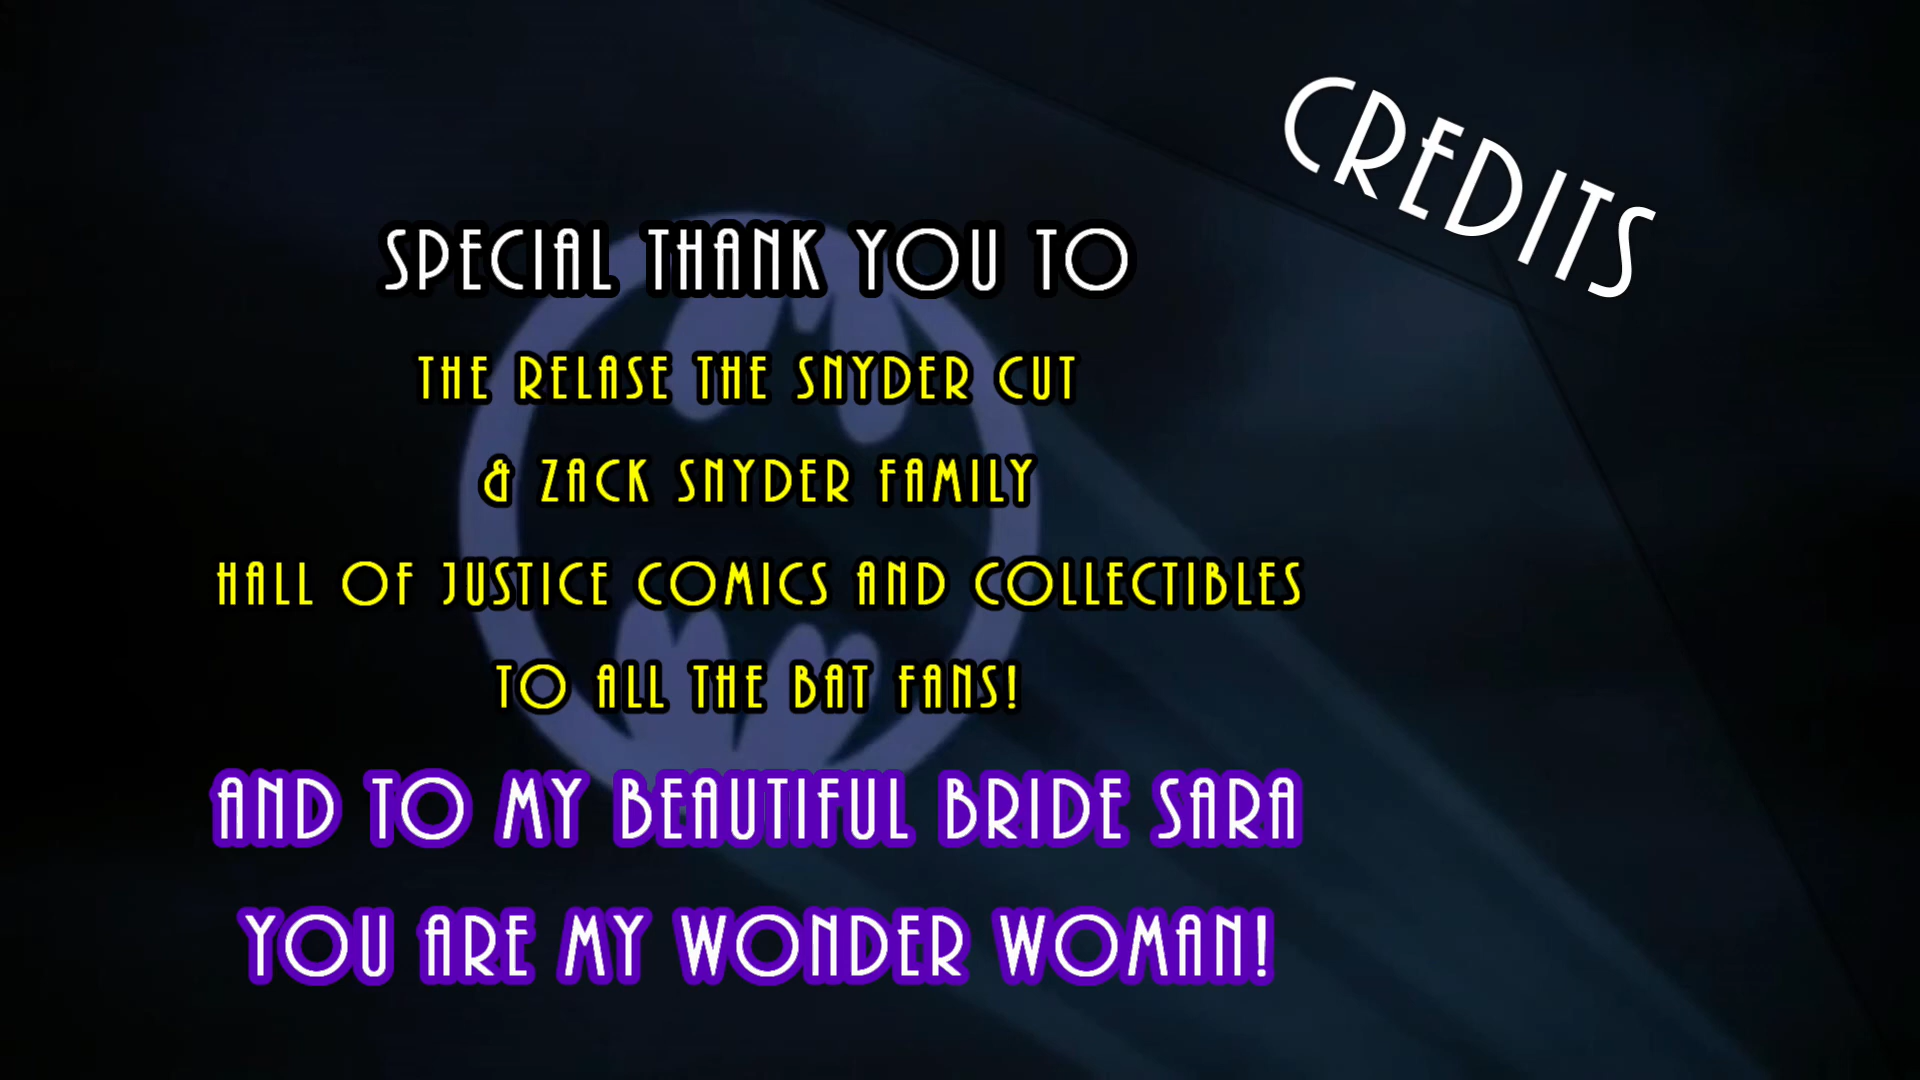 CREDITS
SPECIAL THANK YOU TO
THE RELASE THE SNYDER CUT
& ZACK SNYDER FAMILY
HALL OF JUSTICE COMICS AND COLLECTIBLES
TO ALL THE BAT FANS!
AND TO MY BEAUTIFUL BRIDE SARA
YOU ARE MY WONDER WOMAN!